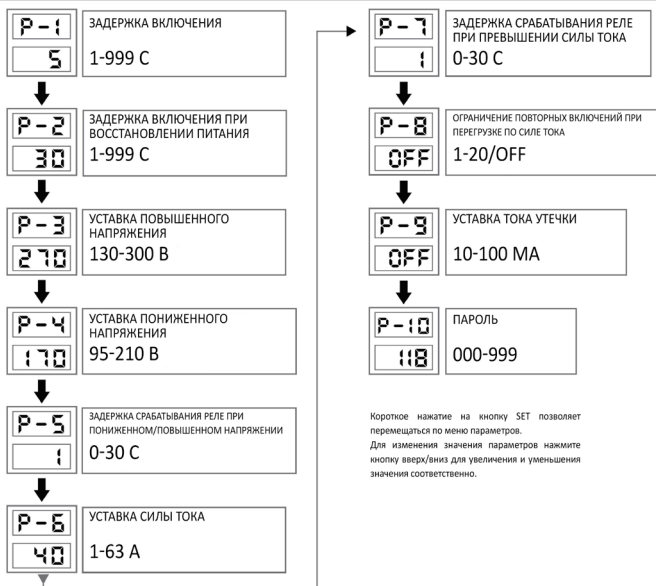 P-1
5
ЗАДЕРЖКА ВКЛЮЧЕНИЯ
1-999 С
P-2
30
ЗАДЕРЖКА ВКЛЮЧЕНИЯ ПРИ
ВОССТАНОВЛЕНИИ ПИТАНИЯ
1-999 С
P-3
270
УСТАВКА ПОВЫШЕННОГО
НАПРЯЖЕНИЯ
130-300 В
P-4
170
УСТАВКА ПОНИЖЕННОГО
НАПРЯЖЕНИЯ
95-210 В
P-5
1
ЗАДЕРЖКА СРАБАТЫВАНИЯ РЕЛЕ ПРИ
ПОНИЖЕННОМ/ПОВЫШЕННОМ НАПРЯЖЕНИИ
0-30 С
P-6
40
УСТАВКА СИЛЫ ТОКА
1-63 А
P-7
1
ЗАДЕРЖКА СРАБАТЫВАНИЯ РЕЛЕ
ПРИ ПРЕВЫШЕНИИ СИЛЫ ТОКА
0-30 С
P-8
OFF
ОГРАНИЧЕНИЕ ПОВТОРНЫХ ВКЛЮЧЕНИЙ ПРИ
ПЕРЕГРУЗКЕ ПО СИЛЕ ТОКА
1-20/OFF
P-9
OFF
УСТАВКА ТОКА УТЕЧКИ
10-100 МА
P-10
118
ПАРОЛЬ
000-999
Короткое нажатие на кнопку SET позволяет
перемещаться по меню параметров.
Для изменения значения параметров нажмите
кнопку вверх/вниз для увеличения и уменьшения
значения соответственно.